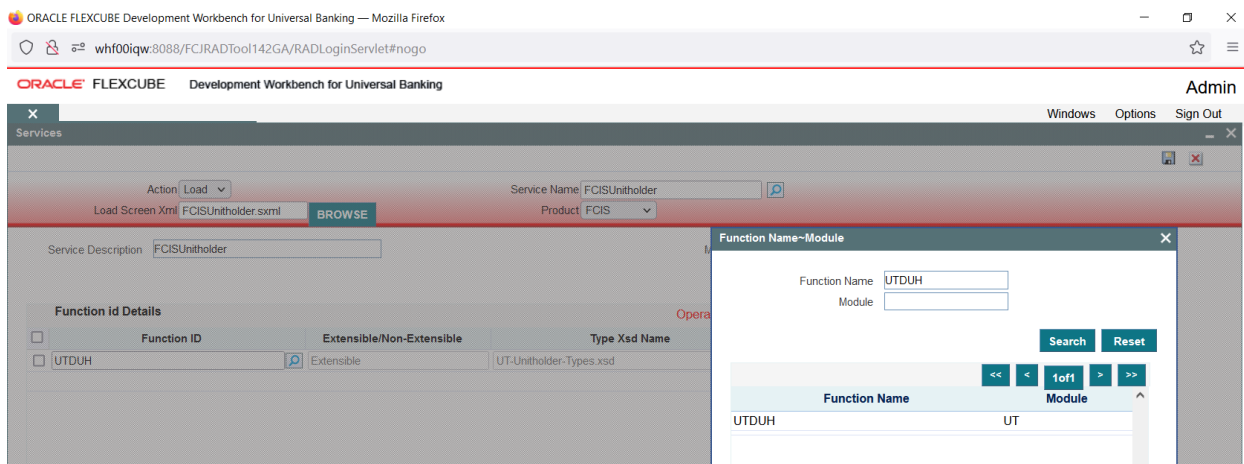 ORACLE FLEXCUBE Development Workbench for Universal Banking — Mozilla Firefox
whf00iqw:8088/FCJRADTool142GA/RADLoginServlet#nogo
ORACLE FLEXCUBE Development Workbench for Universal Banking Admin
Windows Options Sign Out
Services
Action Load Service Name FCISUnitholder
Load Screen Xml FCISUnitholder.sxml BROWSE Product FCIS
Service Description FCISUnitholder
Function Name~Module
Function Name UTDUH
Module
Function id Details Opera
Function ID Extensible/Non-Extensible Type Xsd Name
UTDUH Extensible UT-Unitholder-Types.xsd
Search Reset
<< < 1of1 > >>
Function Name Module
UTDUH UT